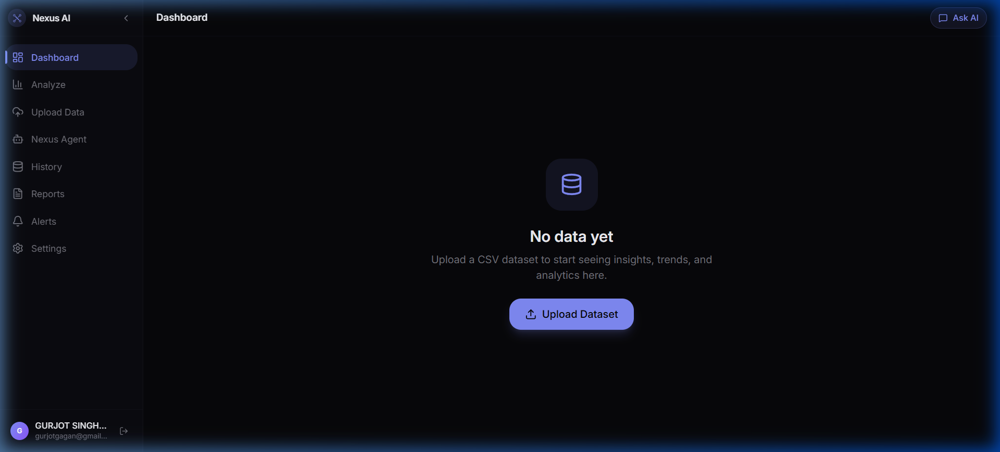 Nexus AI
Dashboard
Ask AI
Dashboard
Analyze
Upload Data
Nexus Agent
History
Reports
Alerts
Settings
No data yet
Upload a CSV dataset to start seeing insights, trends, and
analytics here.
Upload Dataset
G
GURJOT SINGH...
gurjotgagan@gmail...